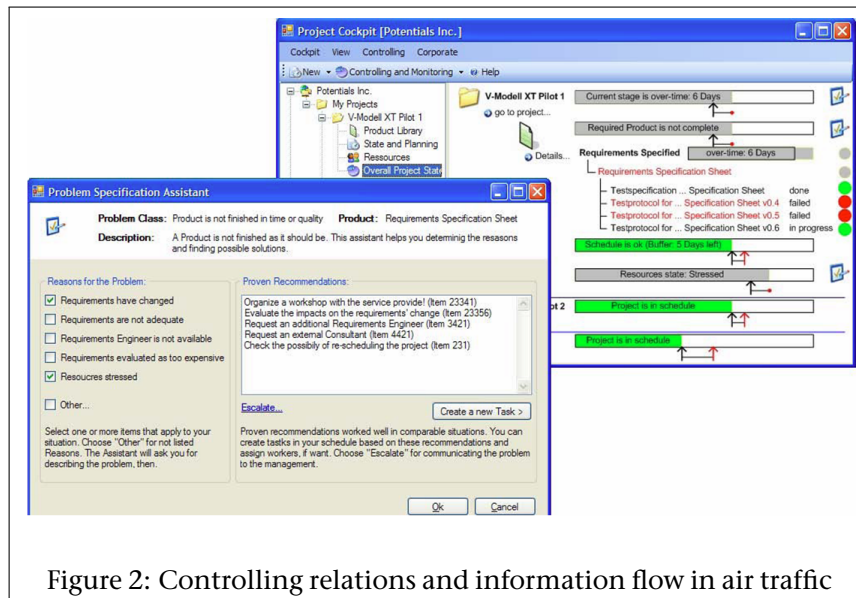 Project Cockpit [Potentials Inc.]
Cockpit View Controlling Corporate
New Controlling and Monitoring Help
Potentials Inc.
My Projects
V-Modell XT Pilot 1
Product Library
State and Planning
Ressources
Overall Project State
V-Modell XT Pilot 1
go to project...
Details...
Current stage is over-time: 6 Days
Required Product is not complete
Requirements Specified over-time: 6 Days
Requirements Specification Sheet
Testspecification ... Specification Sheet done
Testprotocol for ... Specification Sheet v0.4 failed
Testprotocol for ... Specification Sheet v0.5 failed
Testprotocol for ... Specification Sheet v0.6 in progress
Schedule is ok (Buffer: 5 Days left)
Resources state: Stressed
ot 2 Project is in schedule
Project is in schedule
Problem Specification Assistant
Problem Class: Product is not finished in time or quality Product: Requirements Specification Sheet
Description: A Product is not finished as it should be. This assistant helps you determing the resasons
and finding possible solutions.
Reasons for the Problem:
Requirements have changed
Requirements are not adequate
Requirements Engineer is not available
Requirements evaluated as too expensive
Resoucres stressed
Other...
Select one or more items that apply to your
situation. Choose "Other" for not listed
Reasons. The Assistant will ask you for
describing the problem, then.
Proven Recommendations:
Organize a workshop with the service provide! (Item 23341)
Evaluate the impacts on the requirements' change (Item 23356)
Request an additional Requirements Engineer (Item 3421)
Request an external Consultant (Item 4421)
Check the possibily of re-scheduling the project (Item 231)
Escalate...
Create a new Task >
Proven recommendations worked well in comparable situations. You can
create tastks in your schedule based on these recommendations and
assign workers, if want. Choose "Escalate" for communicating the problem
to the management.
Ok Cancel
Figure 2: Controlling relations and information flow in air traffic